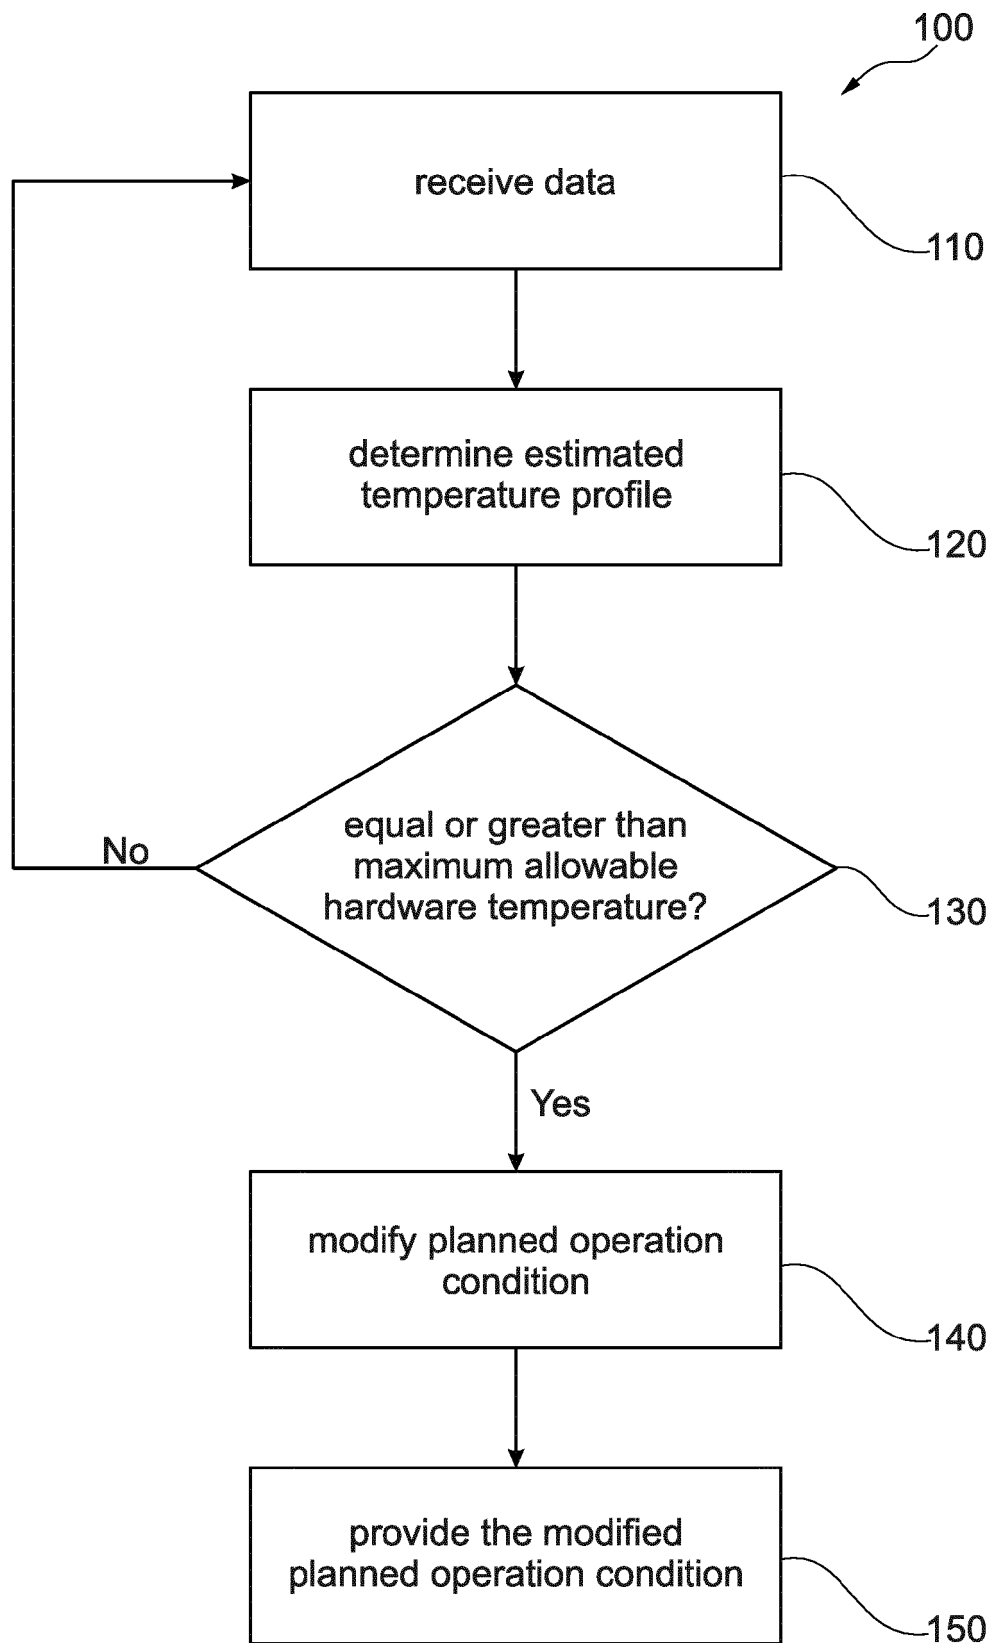 100
receive data
110
determine estimated
temperature profile
120
equal or greater than
maximum allowable
hardware temperature?
No
130
Yes
modify planned operation
condition
140
provide the modified
planned operation condition
150